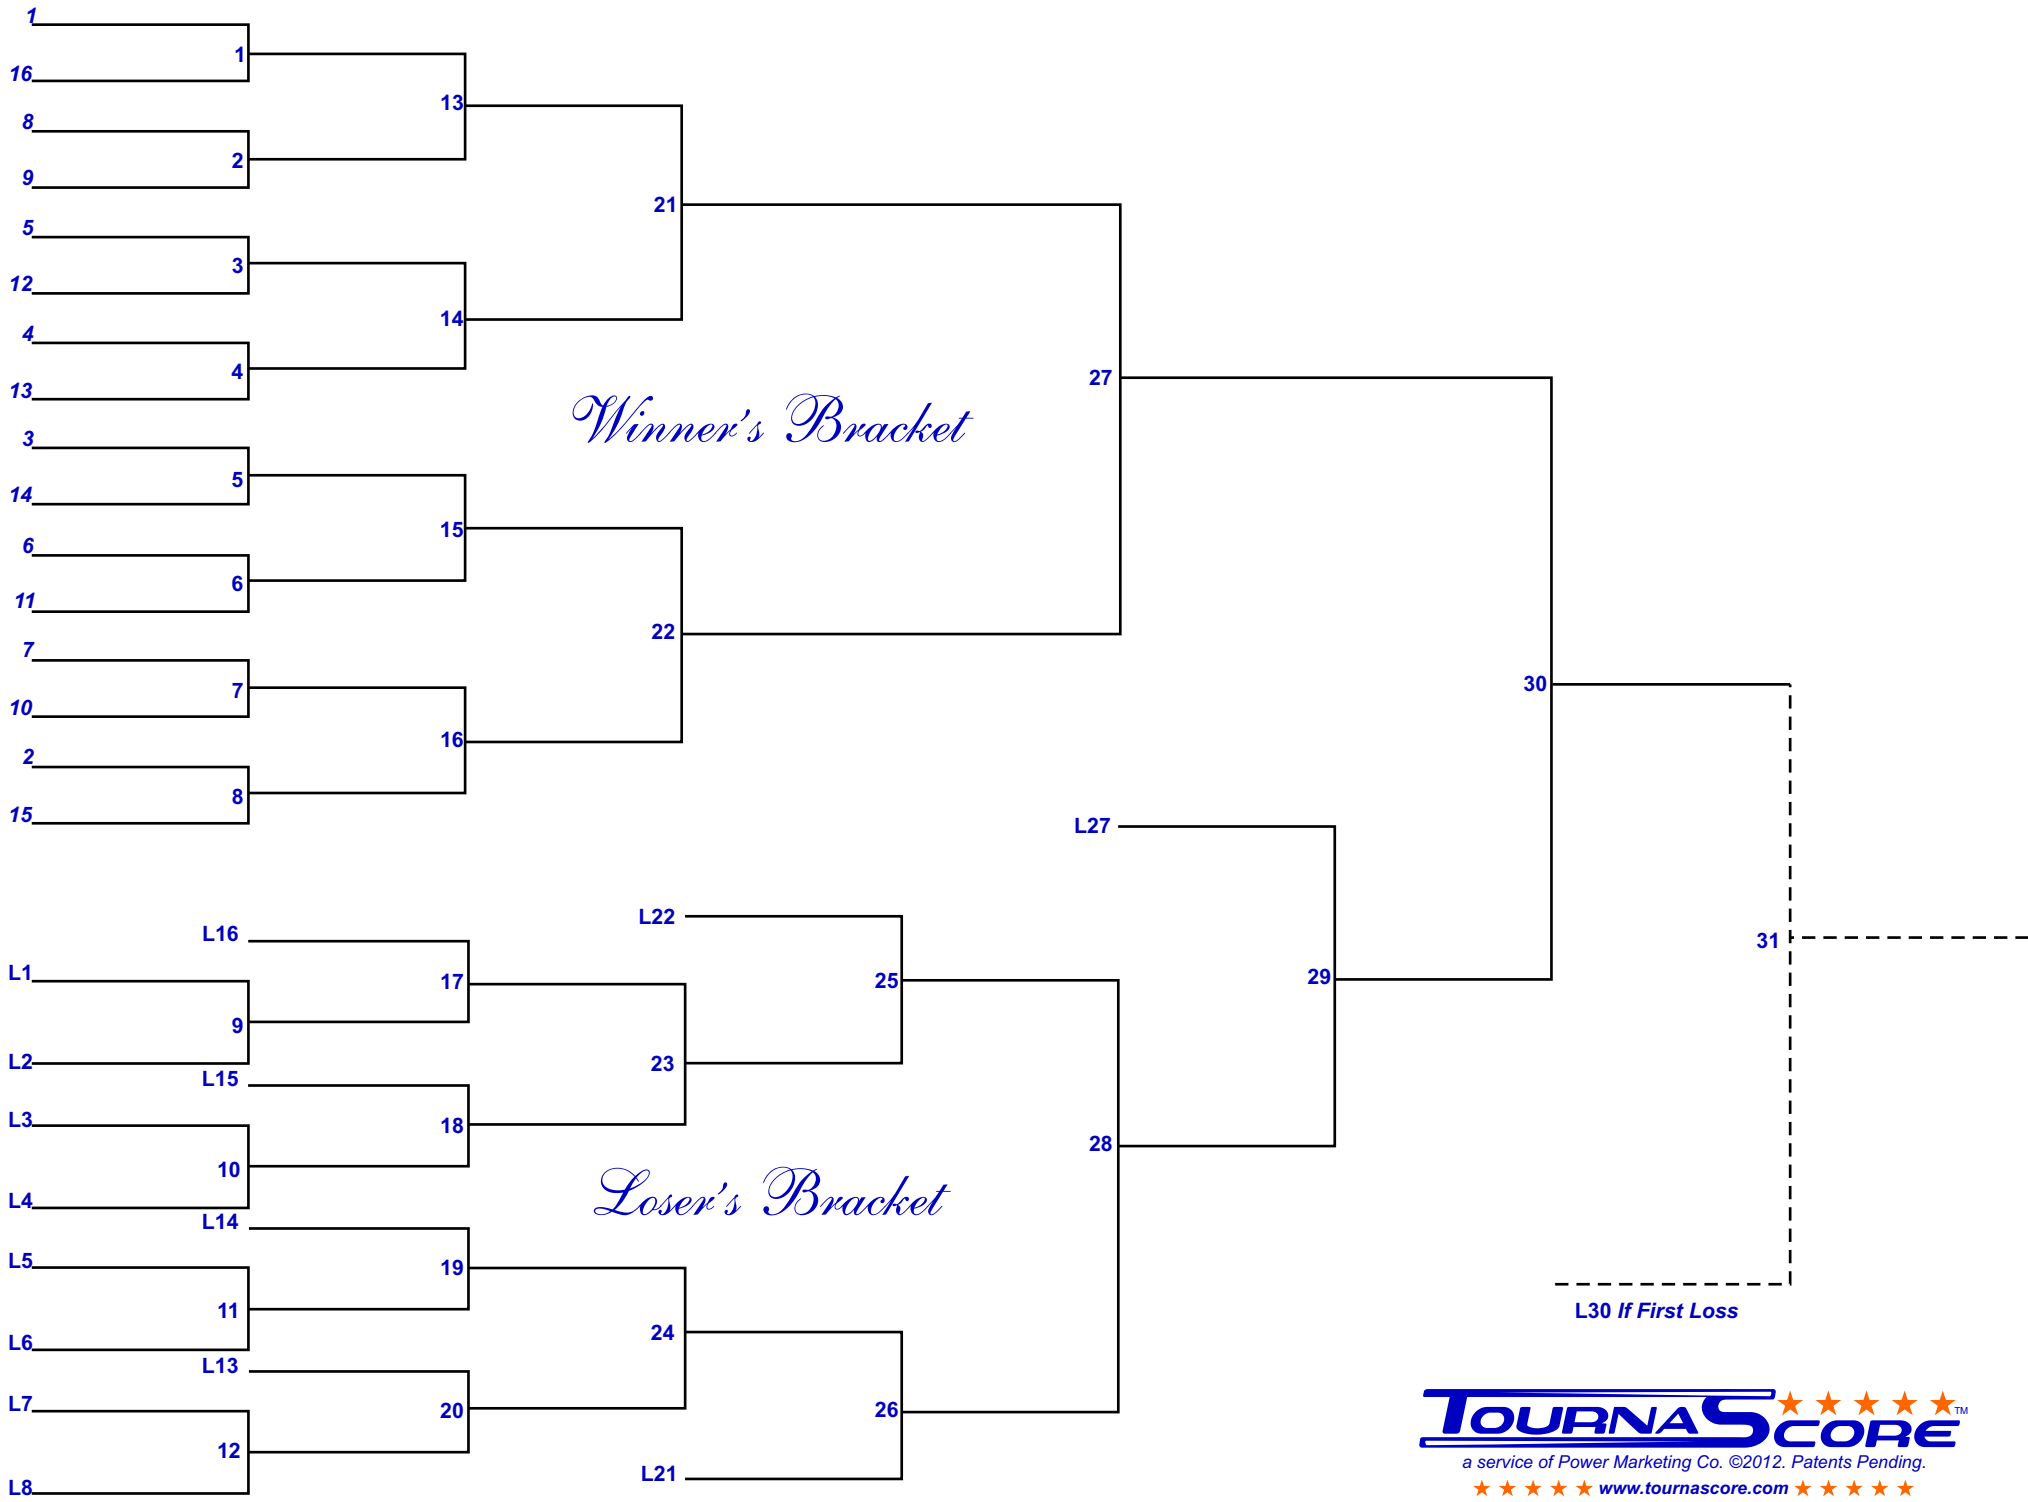 1
1
16
13
8
2
9
21
5
3
12
14
4
4
13
27
Winner's Bracket
3
5
14
15
6
6
11
22
7
7
10
30
16
2
8
15
L27
L22
L16
L1
17
25
29
31
9
L2
23
L15
L3
18
28
10
L4
Loser's Bracket
L14
L5
19
11
L30 If First Loss
L6
24
L13
L7
20
26
12
L21
L8
TOURNASCORE TM
a service of Power Marketing Co. ©2012. Patents Pending.
www.tournascore.com